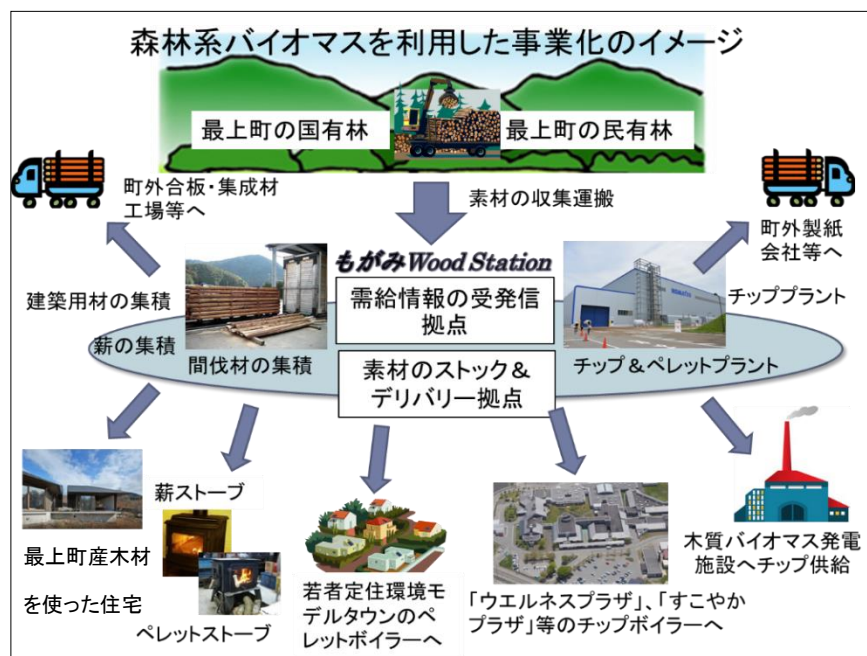 森林系バイオマスを利用した事業化のイメージ
最上町の国有林
最上町の民有林
町外合板・集成材
工場等へ
素材の収集運搬
町外製紙
会社等へ
もがみWood Station
建築用材の集積
需給情報の受発信
拠点
KOMATSU
チッププラント
薪の集積
間伐材の集積
素材のストック&
デリバリー拠点
チップ&ペレットプラント
薪ストーブ
最上町産木材
を使った住宅
ペレットストーブ
若者定住環境モ
デルタウンのペ
レットボイラーへ
「ウエルネスプラザ」、「すこやか
プラザ」等のチップボイラーへ
木質バイオマス発電
施設へチップ供給